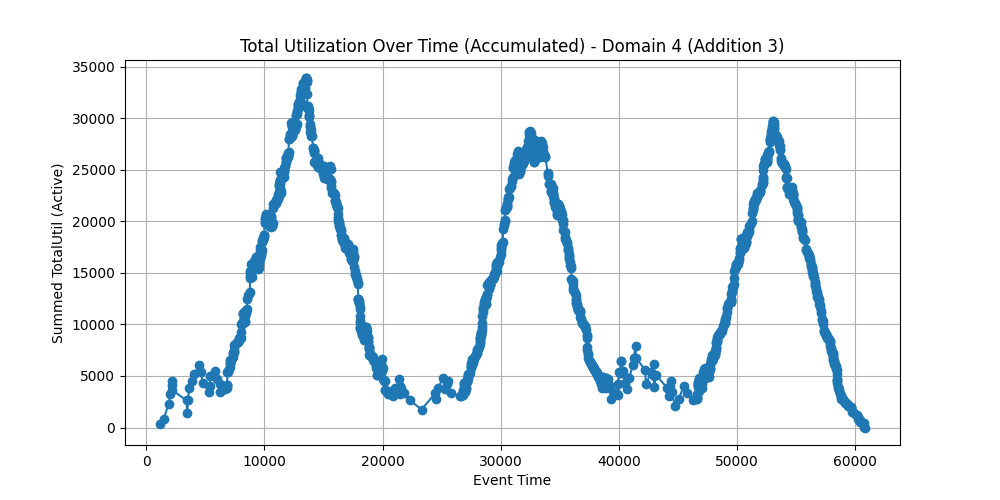 Total Utilization Over Time (Accumulated) - Domain 4 (Addition 3)
Summed TotalUtil (Active)
35000
30000
25000
20000
15000
10000
5000
0
0 10000 20000 30000 40000 50000 60000
Event Time